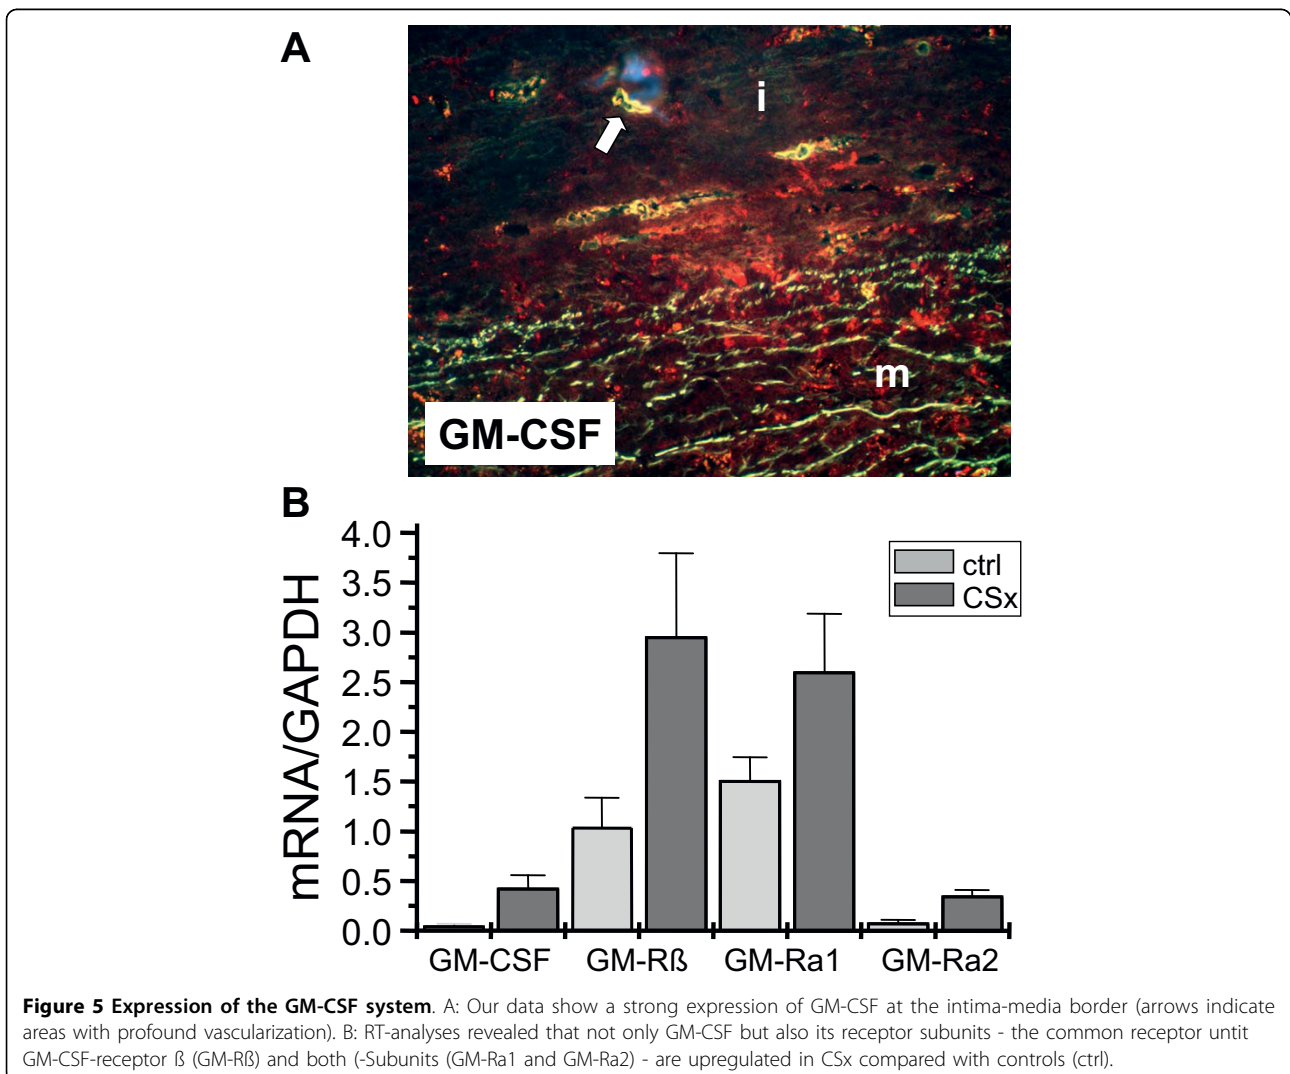 A
i
m
GM-CSF
B
mRNA/GAPDH
4.0
3.5
3.0
2.5
2.0
1.5
1.0
0.5
0.0
ctrl
CSx
GM-CSF GM-Rß GM-Ra1 GM-Ra2
Figure 5 Expression of the GM-CSF system. A: Our data show a strong expression of GM-CSF at the intima-media border (arrows indicate
areas with profound vascularization). B: RT-analyses revealed that not only GM-CSF but also its receptor subunits - the common receptor untit
GM-CSF-receptor ß (GM-Rß) and both (-Subunits (GM-Ra1 and GM-Ra2) - are upregulated in CSx compared with controls (ctrl).